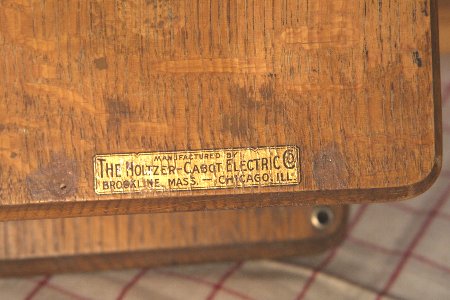 MANUFACTURED BY
THE HOLTZER-CABOT ELECTRIC CO
BROOKLINE, MASS. — CHICAGO, ILL.